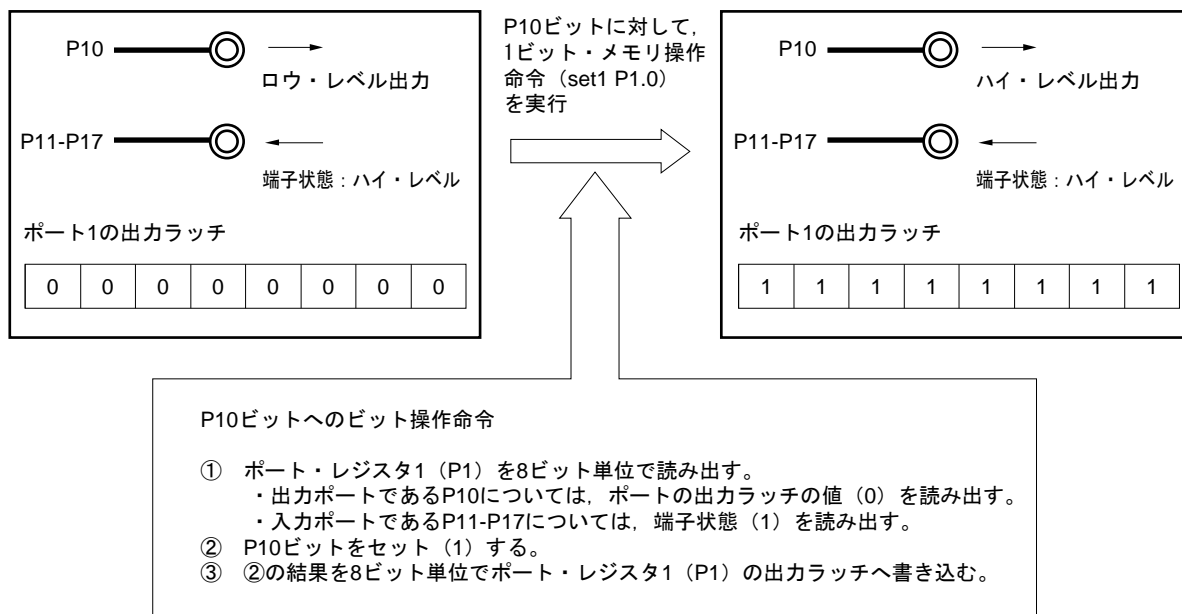 P10
ロウ・レベル出力
P11-P17
端子状態：ハイ・レベル
ポート1の出力ラッチ
0 0 0 0 0 0 0 0
P10ビットに対して，
1ビット・メモリ操作
命令（set1 P1.0）
を実行
P10
ハイ・レベル出力
P11-P17
端子状態：ハイ・レベル
ポート1の出力ラッチ
1 1 1 1 1 1 1 1
P10ビットへのビット操作命令
① ポート・レジスタ1（P1）を8ビット単位で読み出す。
・出力ポートであるP10については，ポートの出力ラッチの値（0）を読み出す。
・入力ポートであるP11-P17については，端子状態（1）を読み出す。
② P10ビットをセット（1）する。
③ ②の結果を8ビット単位でポート・レジスタ1（P1）の出力ラッチへ書き込む。